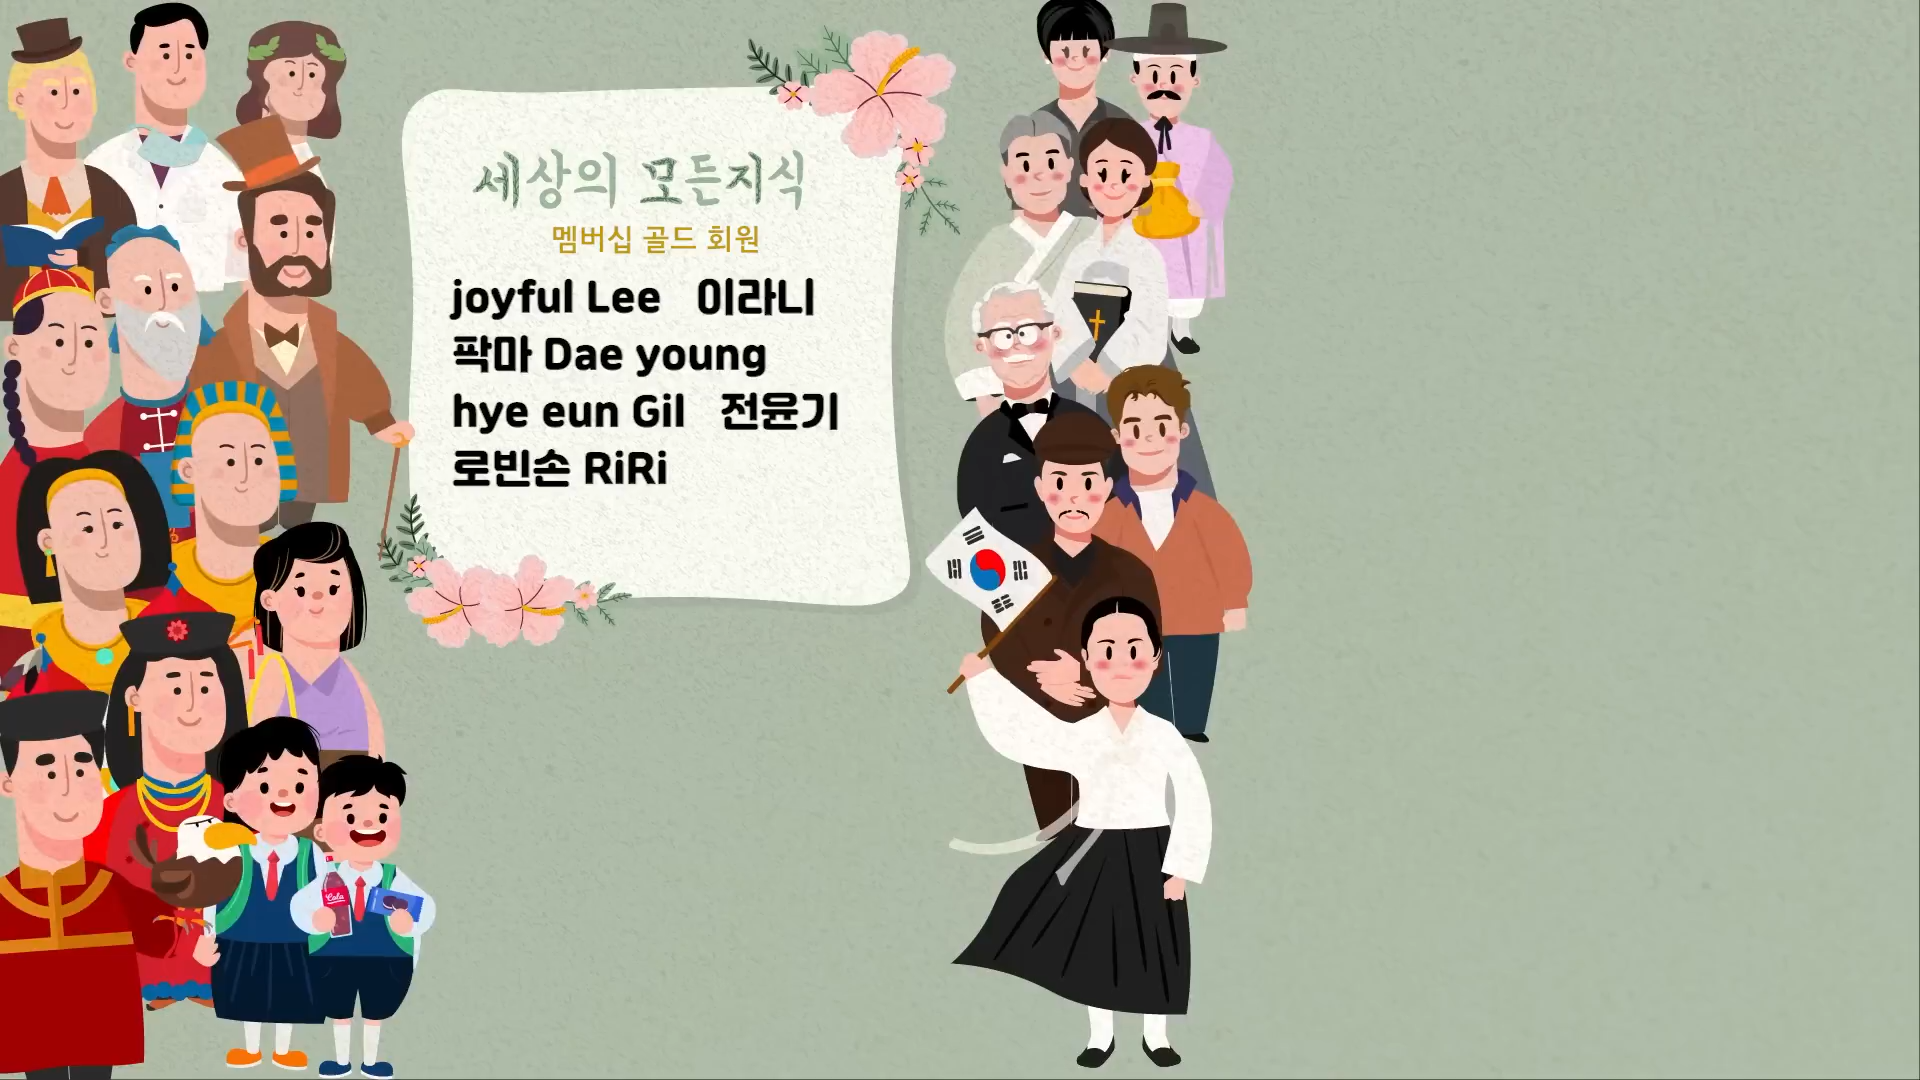 세상의 모든지식
멤버십 골드 회원
joyful Lee 이라니
팍마 Dae young
hye eun Gil 전윤기
로빈손 RiRi
Cola